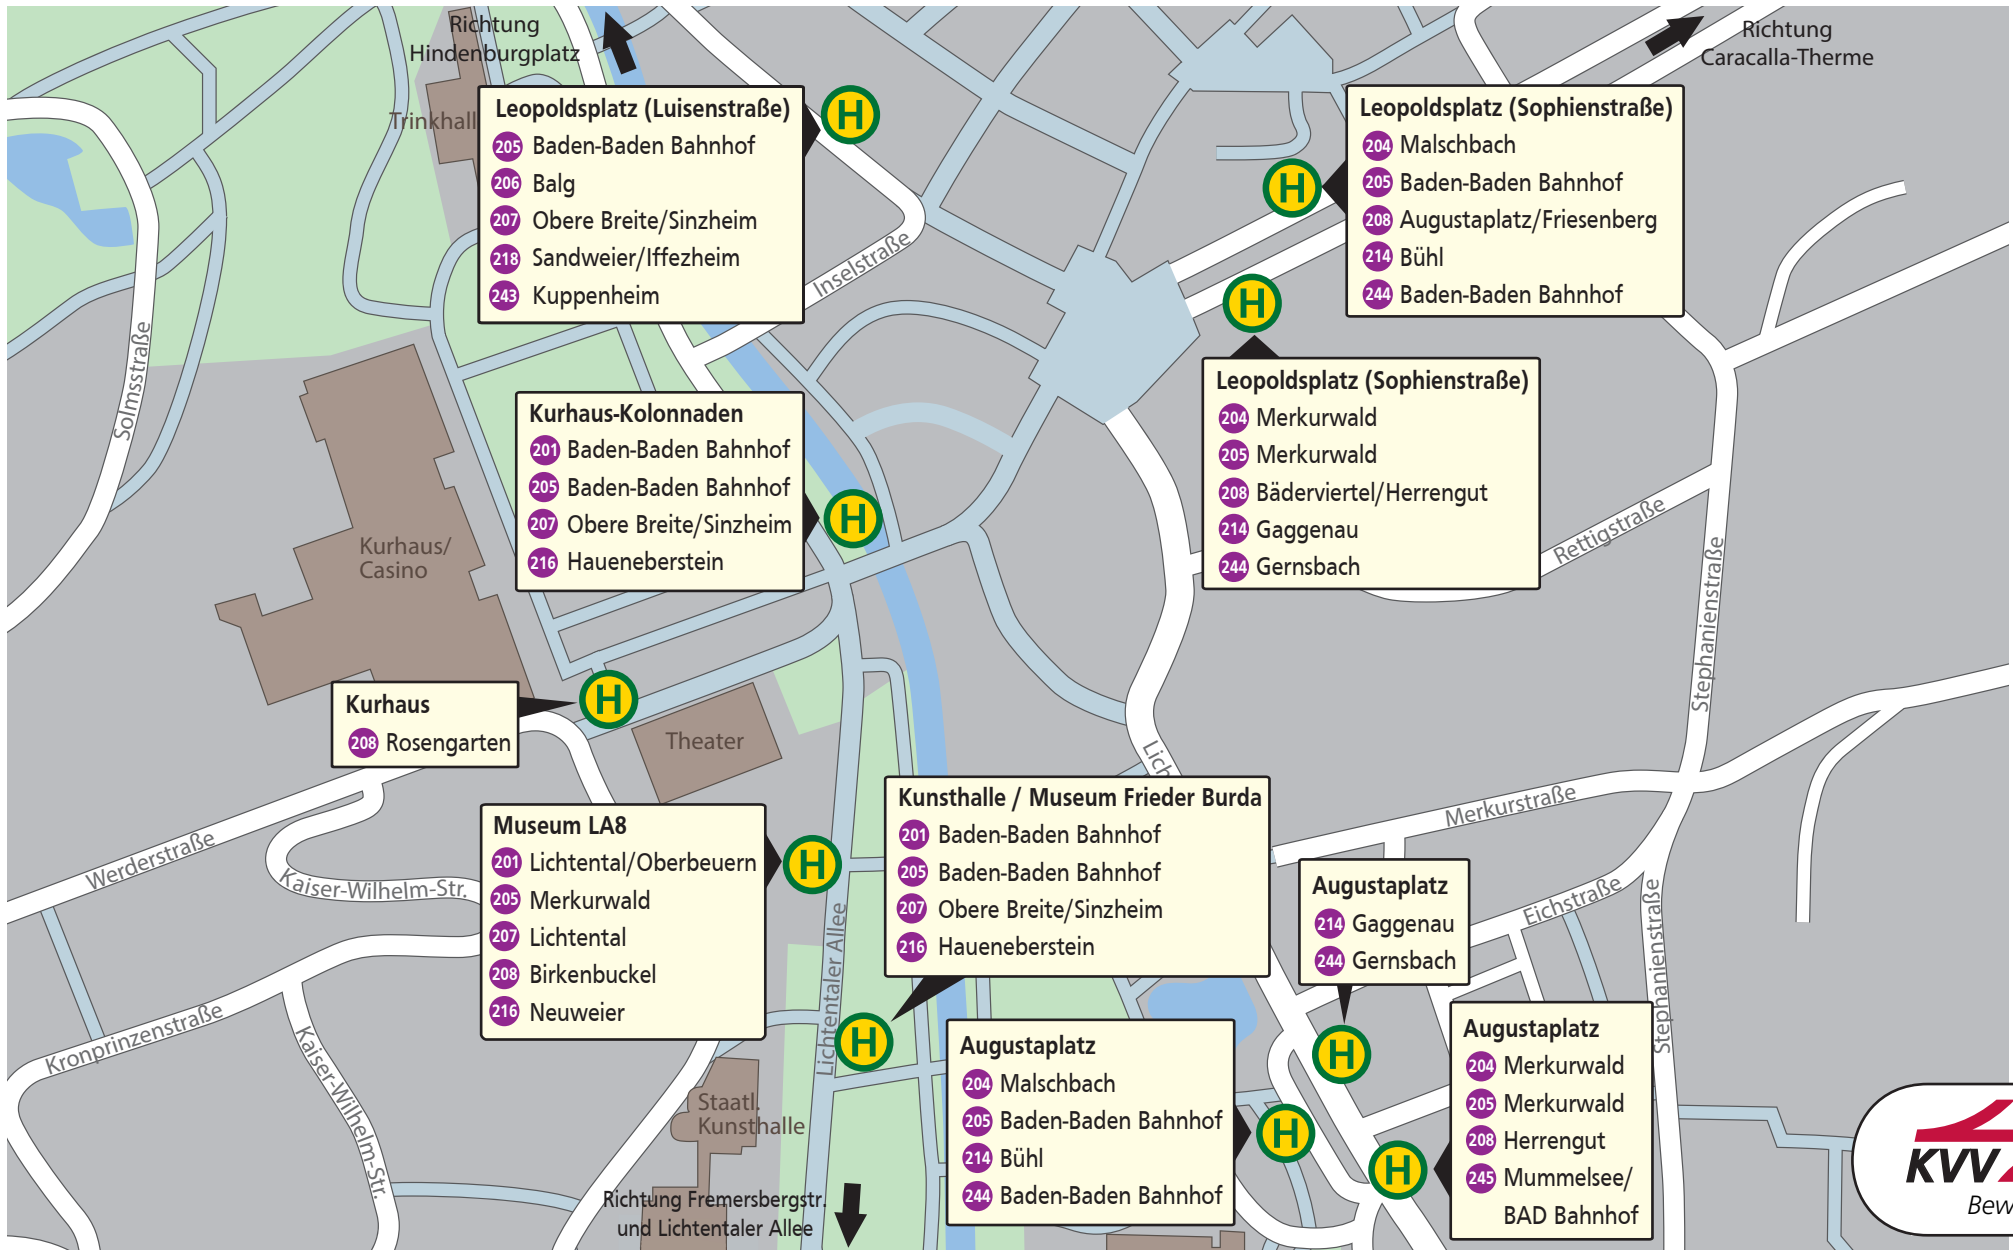 Richtung
Hindenburgplatz
Richtung
Caracalla-Therme
Trinkhall
Leopoldsplatz (Luisenstraße)
205 Baden-Baden Bahnhof
206 Balg
207 Obere Breite/Sinzheim
218 Sandweier/Iffezheim
243 Kuppenheim
H
Leopoldsplatz (Sophienstraße)
204 Malschbach
205 Baden-Baden Bahnhof
208 Augustaplatz/Friesenberg
214 Bühl
244 Baden-Baden Bahnhof
H
Inselstraße
H
Solmsstraße
Leopoldsplatz (Sophienstraße)
204 Merkurwald
205 Merkurwald
208 Bäderviertel/Herrengut
214 Gaggenau
244 Gernsbach
Kurhaus-Kolonnaden
201 Baden-Baden Bahnhof
205 Baden-Baden Bahnhof
207 Obere Breite/Sinzheim
216 Haueneberstein
H
Kurhaus/
Casino
Rettigstraße
Stephanienstraße
Kurhaus
208 Rosengarten
H
Theater
Lich
Merkurstraße
Werderstraße
Kaiser-Wilhelm-Str.
Museum LA8
201 Lichtental/Oberbeuern
205 Merkurwald
207 Lichtental
208 Birkenbuckel
216 Neuweier
H
Kunsthalle / Museum Frieder Burda
201 Baden-Baden Bahnhof
205 Baden-Baden Bahnhof
207 Obere Breite/Sinzheim
216 Haueneberstein
H
Lichtentaler Allee
Augustaplatz
214 Gaggenau
244 Gernsbach
H
Eichstraße
Stephanienstraße
Kronprinzenstraße
Kaiser-Wilhelm-Str.
Staatl.
Kunsthalle
Augustaplatz
204 Malschbach
205 Baden-Baden Bahnhof
214 Bühl
244 Baden-Baden Bahnhof
H
Augustaplatz
204 Merkurwald
205 Merkurwald
208 Herrengut
245 Mummelsee/
BAD Bahnhof
H
Richtung Fremersbergstr.
und Lichtentaler Allee
KVV
Bew